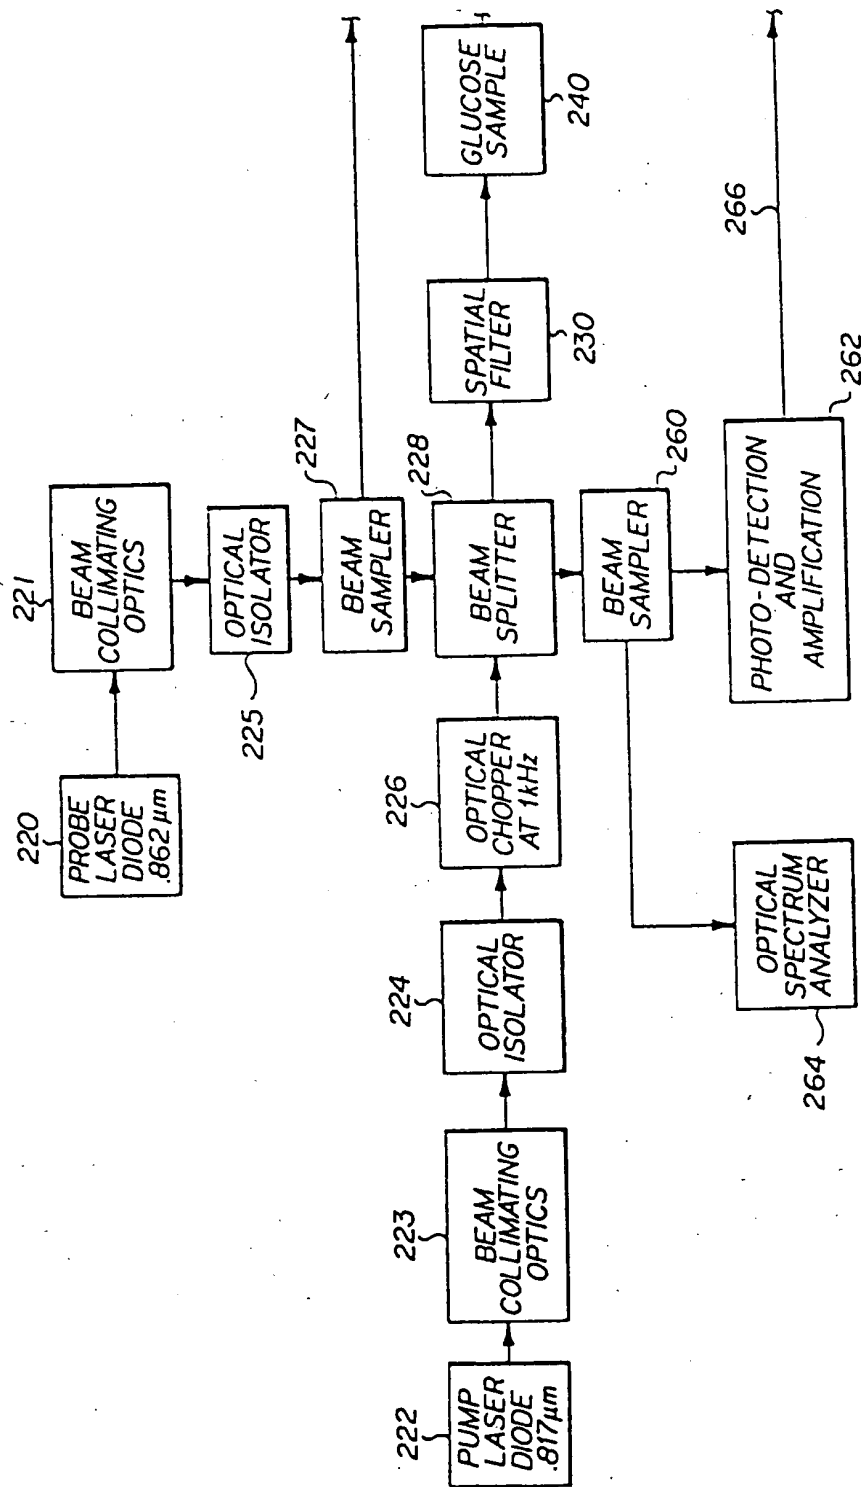 220
PROBE
LASER
DIODE
.862 µm
221
BEAM
COLLIMATING
OPTICS
OPTICAL
ISOLATOR
225
227
BEAM
SAMPLER
222
PUMP
LASER
DIODE
.817µm
223
BEAM
COLLIMATING
OPTICS
224
OPTICAL
ISOLATOR
226
OPTICAL
CHOPPER
AT 1kHz
228
BEAM
SPLITTER
SPATIAL
FILTER
230
GLUCOSE
SAMPLE
240
260
BEAM
SAMPLER
OPTICAL
SPECTRUM
ANALYZER
264
PHOTO-DETECTION
AND
AMPLIFICATION
262
266